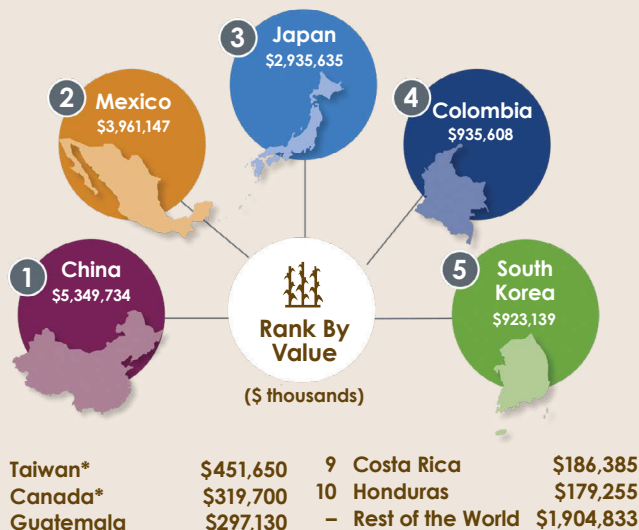 3
Japan
$2,935,635
2
Mexico
$3,961,147
4
Colombia
$935,608
1
China
$5,349,734
5
South
Korea
$923,139
Rank By
Value
($ thousands)
Taiwan* $451,650
Canada* $319,700
Guatemala $297,130
9 Costa Rica $186,385
10 Honduras $179,255
– Rest of the World $1,904,833